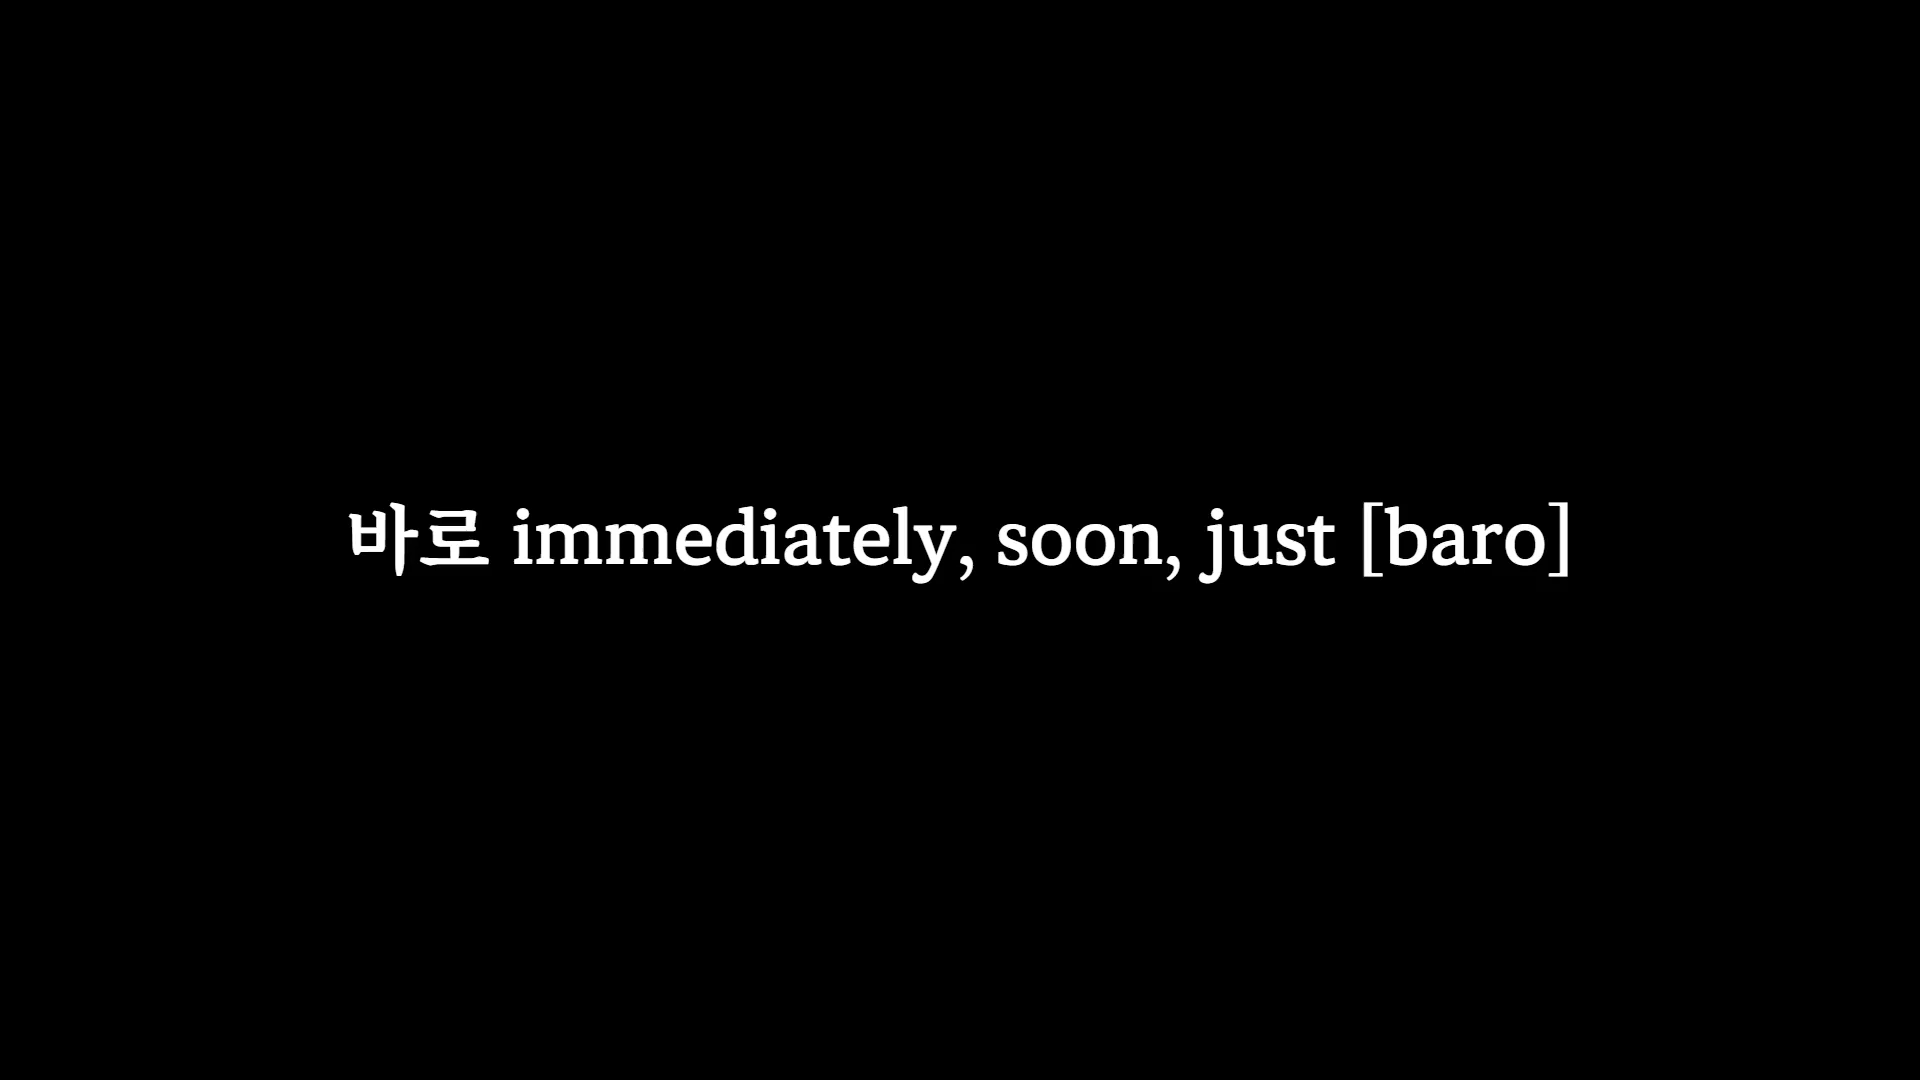 바로 immediately, soon, just [baro]